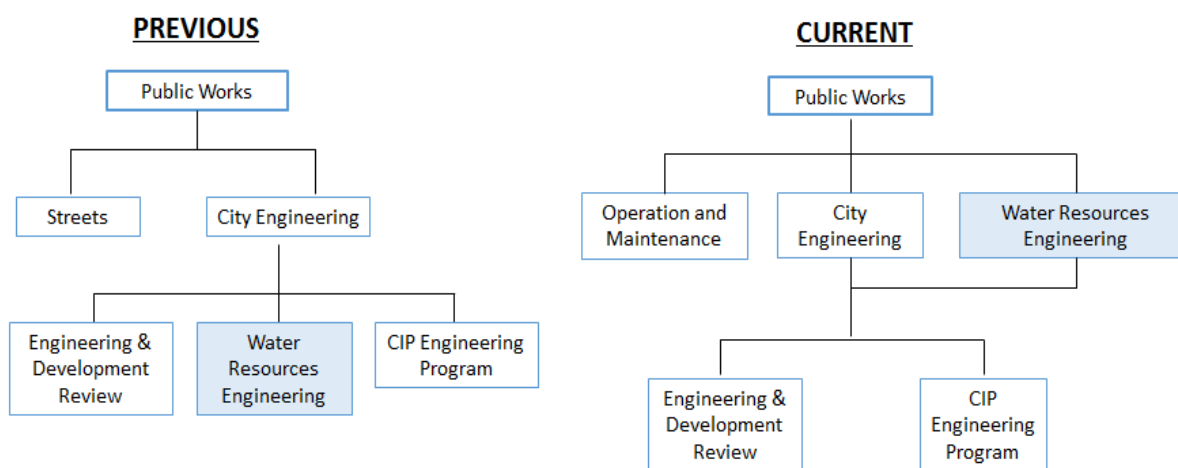 PREVIOUS
Public Works
Streets
City Engineering
Engineering &
Development
Review
Water
Resources
Engineering
CIP Engineering
Program
CURRENT
Public Works
Operation and
Maintenance
City
Engineering
Water Resources
Engineering
Engineering &
Development
Review
CIP
Engineering
Program